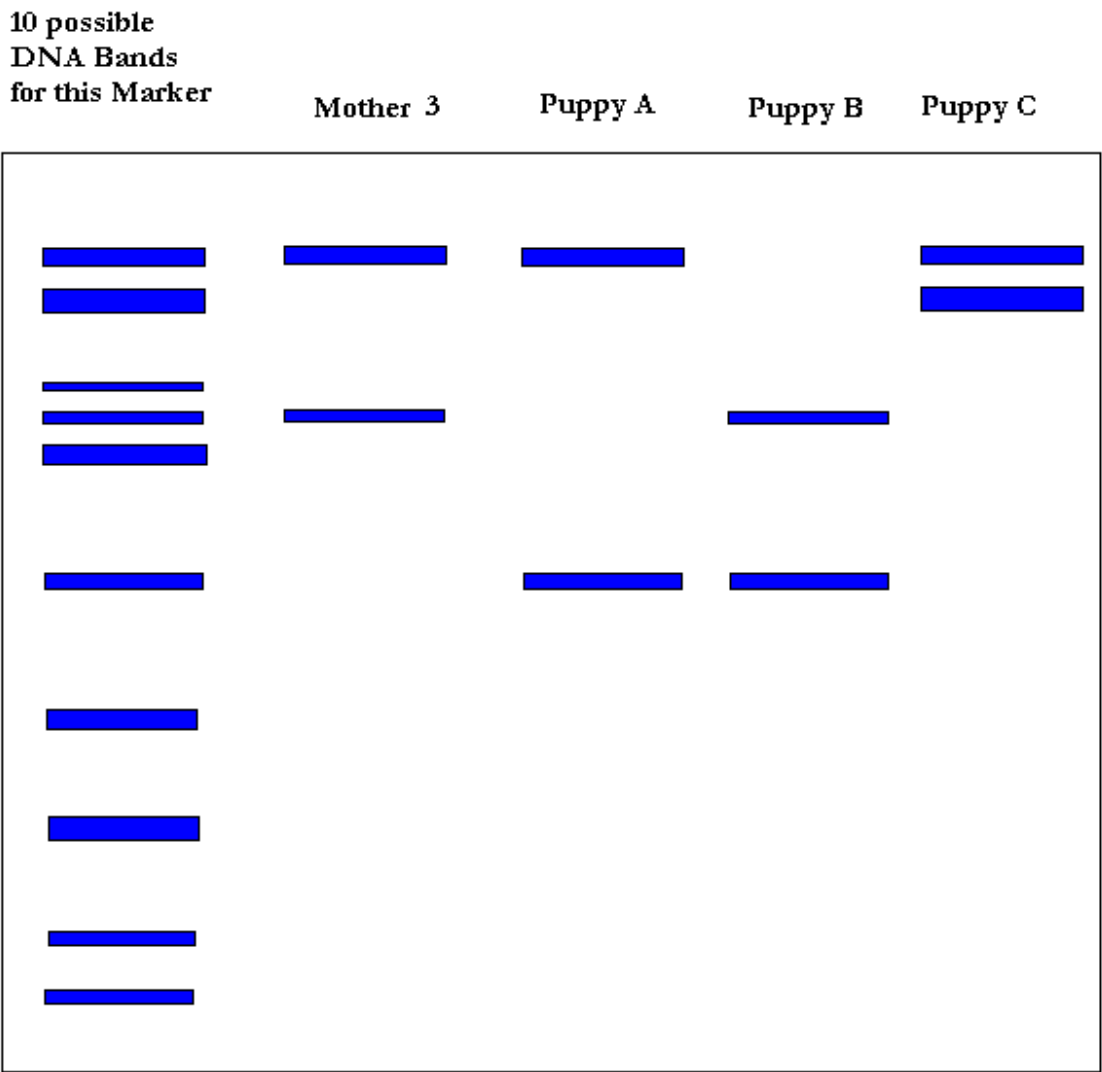 10 possible
DNA Bands
for this Marker
Mother 3
Puppy A
Puppy B
Puppy C